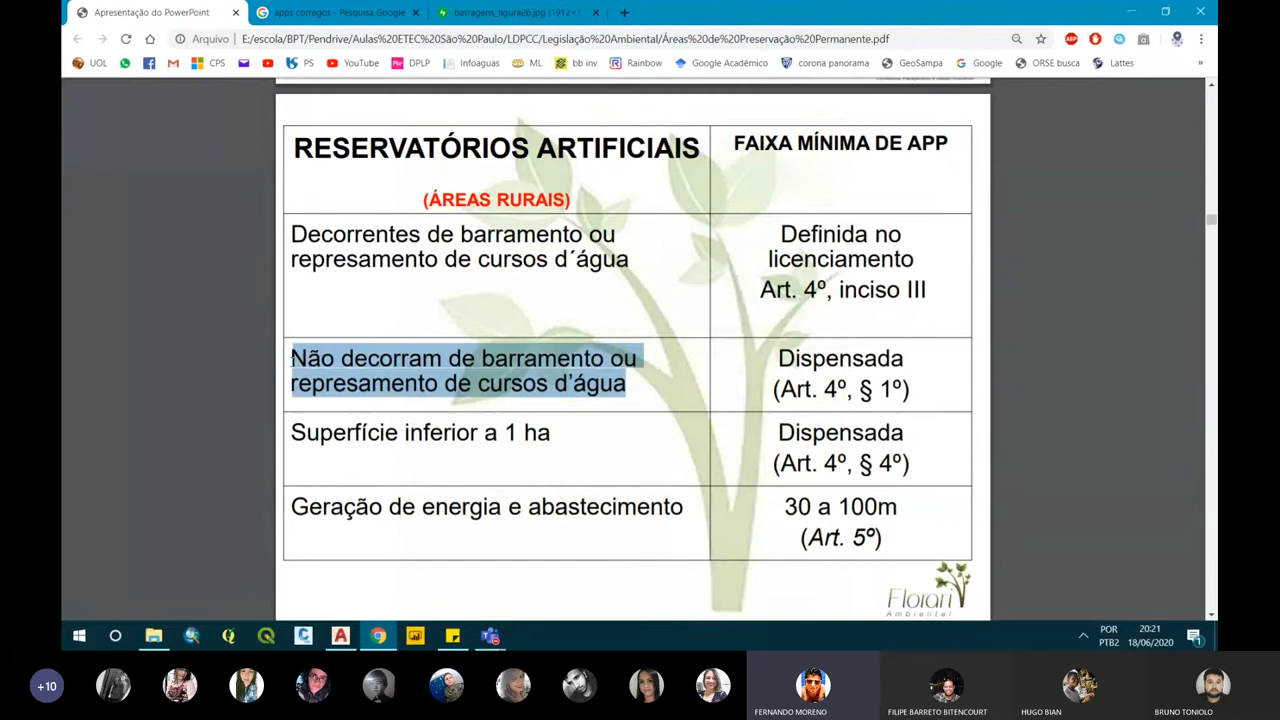 Apresentação do PowerPoint
apps corregos - Pesquisa Google
barragens_figura2b.jpg (1912×
Arquivo
E:/escola/BPT/Pendrive/Aulas%20ETEC%20São%20Paulo/LDPCC/Legislação%20Ambiental/Áreas%20de%20Preservação%20Permanente.pdf
UOL
CPS
PS
YouTube
DPLP
Infoaguas
ML
bb inv
Rainbow
Google Acadêmico
corona panorama
GeoSampa
Google
ORSE busca
Lattes
RESERVATÓRIOS ARTIFICIAIS
(ÁREAS RURAIS)
FAIXA MÍNIMA DE APP
Decorrentes de barramento ou
represamento de cursos d´água
Definida no
licenciamento
Art. 4º, inciso III
Não decorram de barramento ou
represamento de cursos d’água
Dispensada
(Art. 4º, § 1º)
Superfície inferior a 1 ha
Dispensada
(Art. 4º, § 4º)
Geração de energia e abastecimento
30 a 100m
(Art. 5º)
Florari
Ambiental
POR
PTB2
20:21
18/06/2020
+10
FERNANDO MORENO
FILIPE BARRETO BITENCOURT
HUGO BIAN
BRUNO TONIOLO